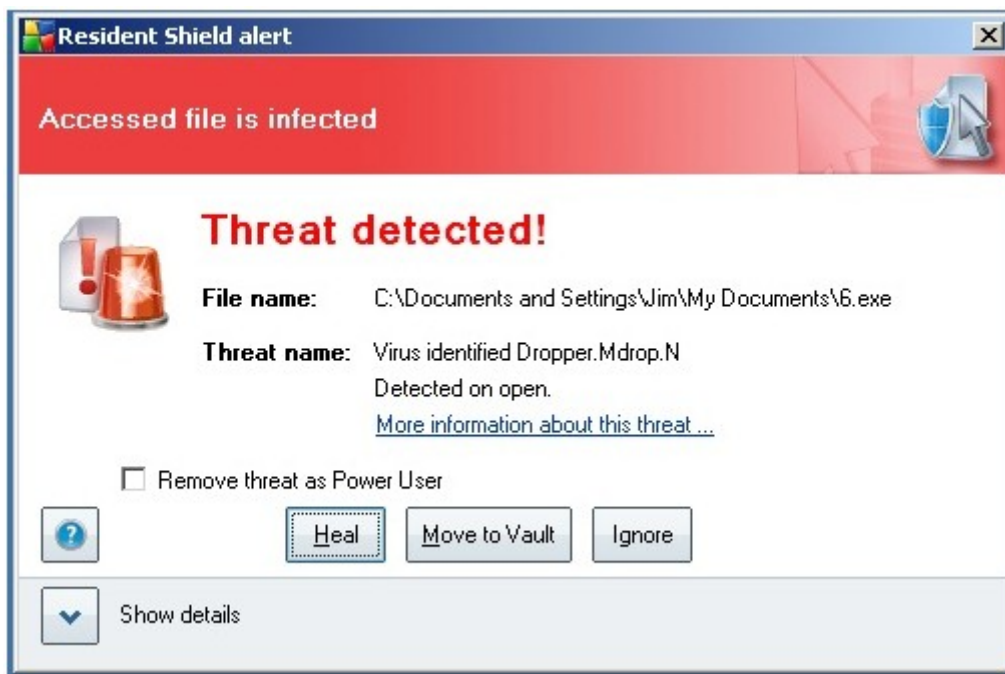 Resident Shield alert
Accessed file is infected
Threat detected!
File name: C:\Documents and Settings\Jim\My Documents\6.exe
Threat name: Virus identified Dropper.Mdrop.N
Detected on open.
More information about this threat ...
Remove threat as Power User
?
Heal
Move to Vault
Ignore
Show details